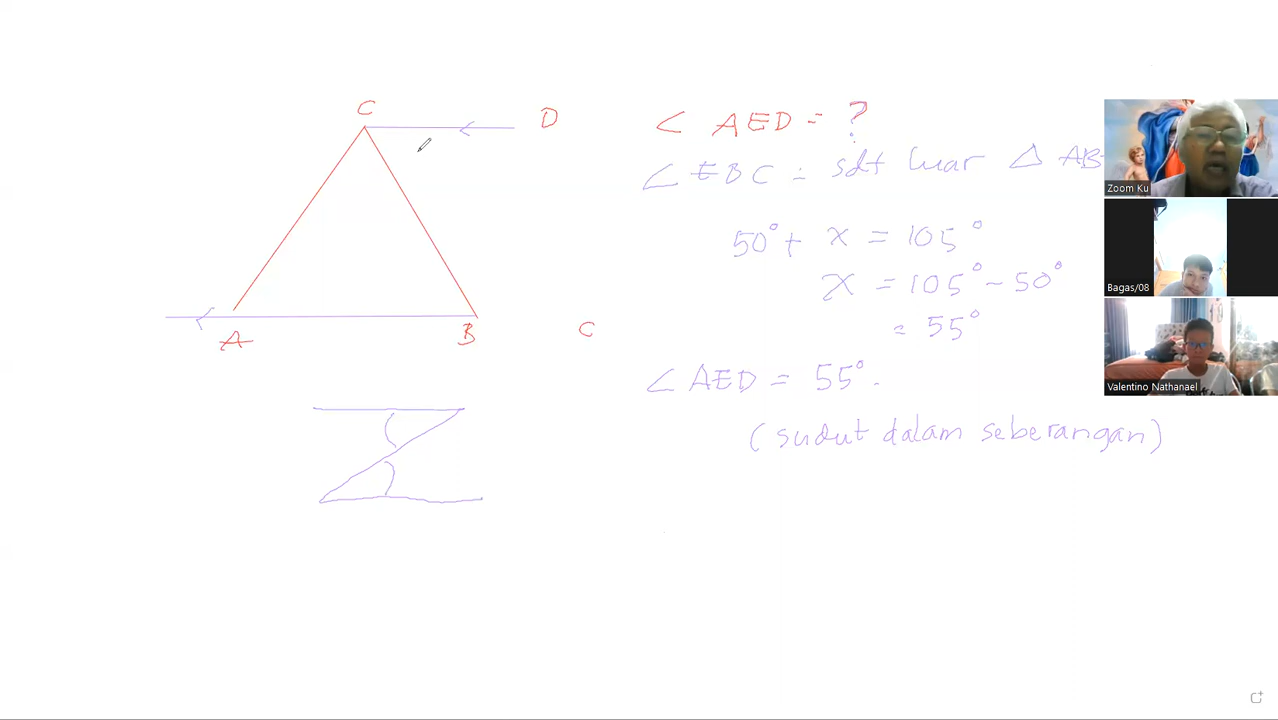 C
D
A
B
C
< AED = ?
∠ EBC = sdt luar △ AB
50° + x = 105°
x = 105° - 50°
= 55°
∠ AED = 55°.
(sudut dalam seberangan)
Zoom Ku
Bagas/08
Valentino Nathanael